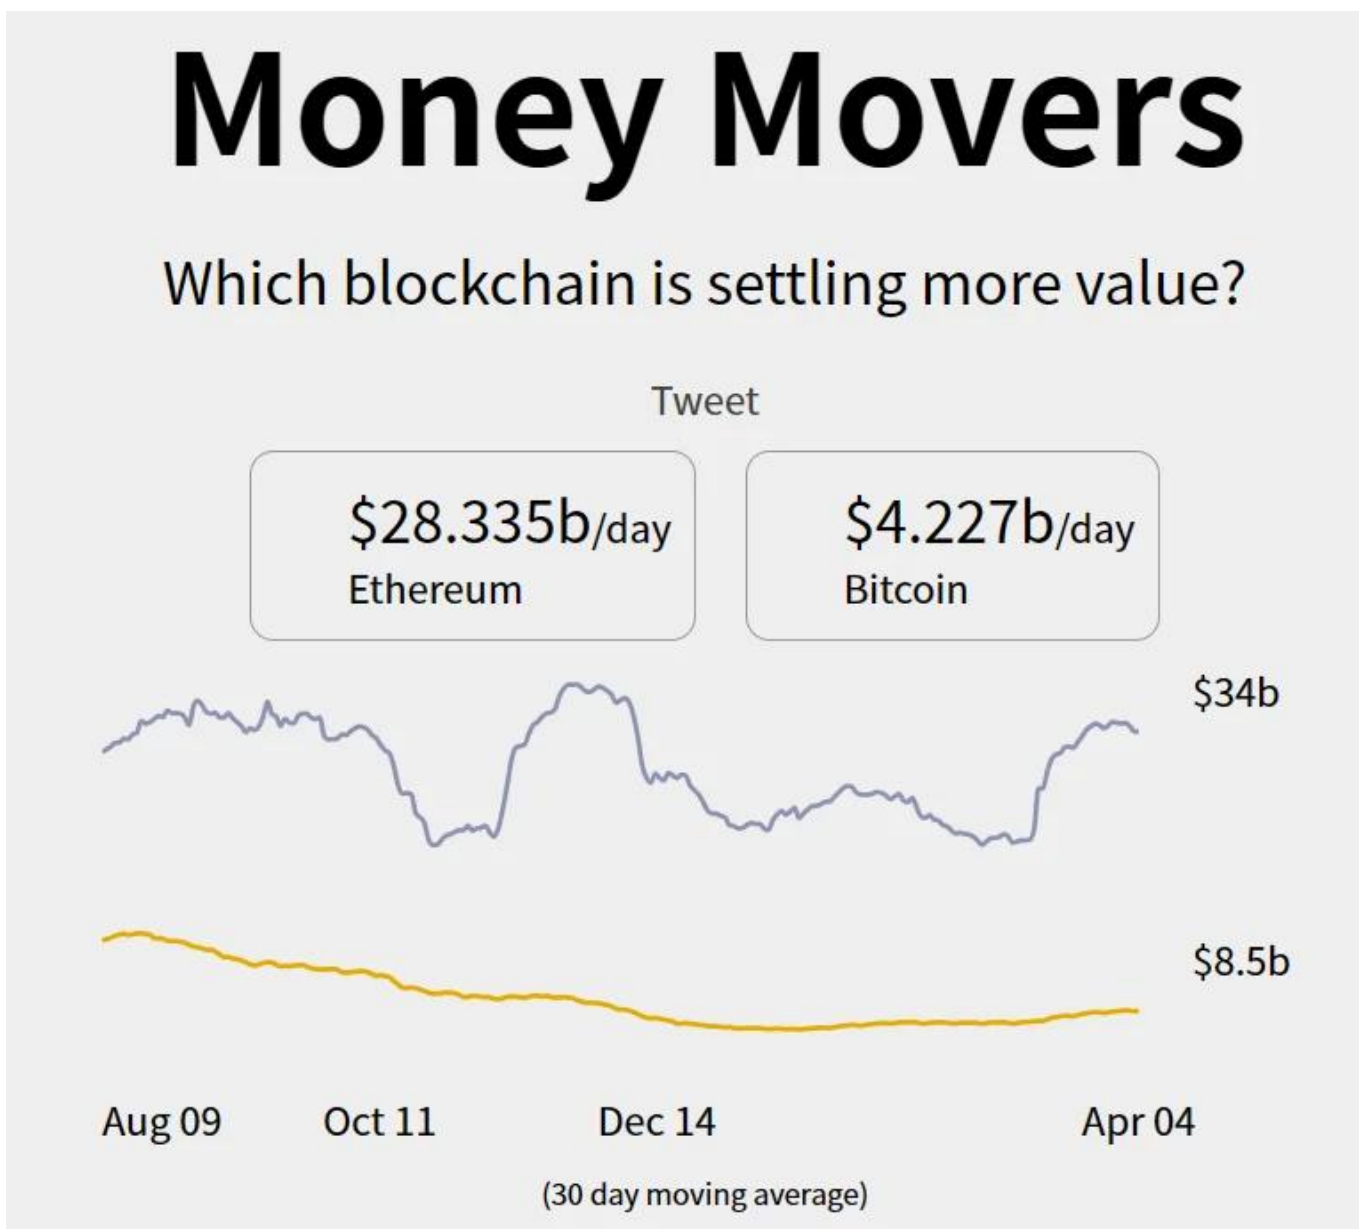 Money Movers
Which blockchain is settling more value?
Tweet
$28.335b/day
Ethereum
$4.227b/day
Bitcoin
$34b
$8.5b
Aug 09 Oct 11 Dec 14 Apr 04
(30 day moving average)